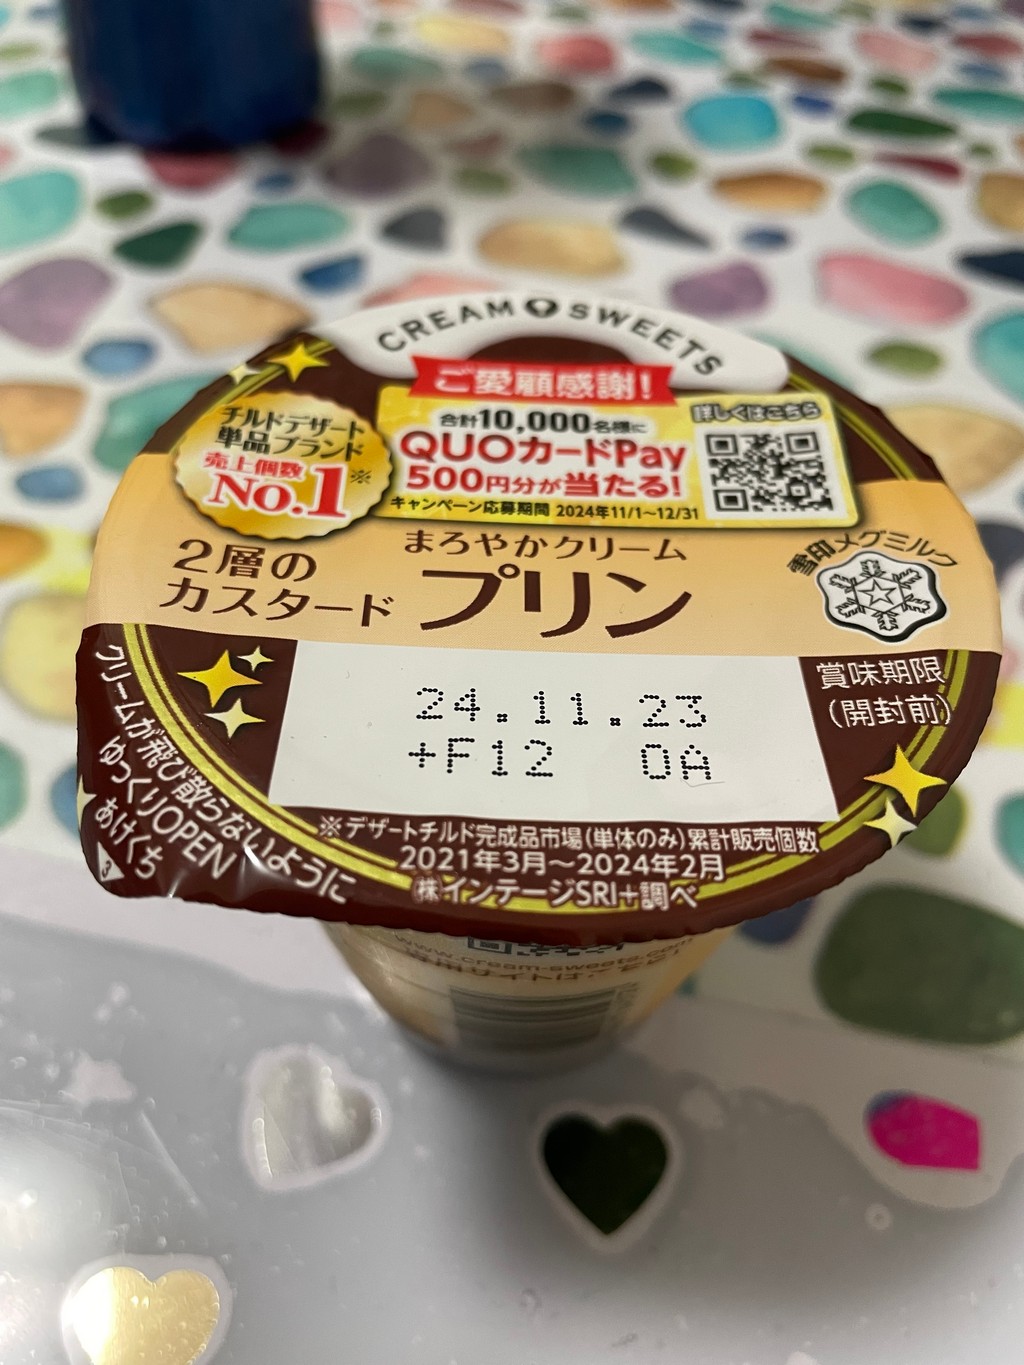 CREAM SWEETS
ご愛顧感謝!
チルドデザート
単品ブランド
売上個数
No.1※
合計10,000名様に
QUOカードPay
500円分が当たる!
キャンペーン応募期間 2024年11/1~12/31
詳しくはこちら
2層の
カスタード
まろやかクリーム
プリン
雪印メグミルク
24.11.23
+F12 OA
賞味期限
(開封前)
クリームが飛び散らないように
ゆっくりOPEN
あけくち
※デザートチルド完成品市場(単体のみ)累計販売個数
2021年3月~2024年2月
㈱インテージSRI+調べ
www.cream-sweets.com